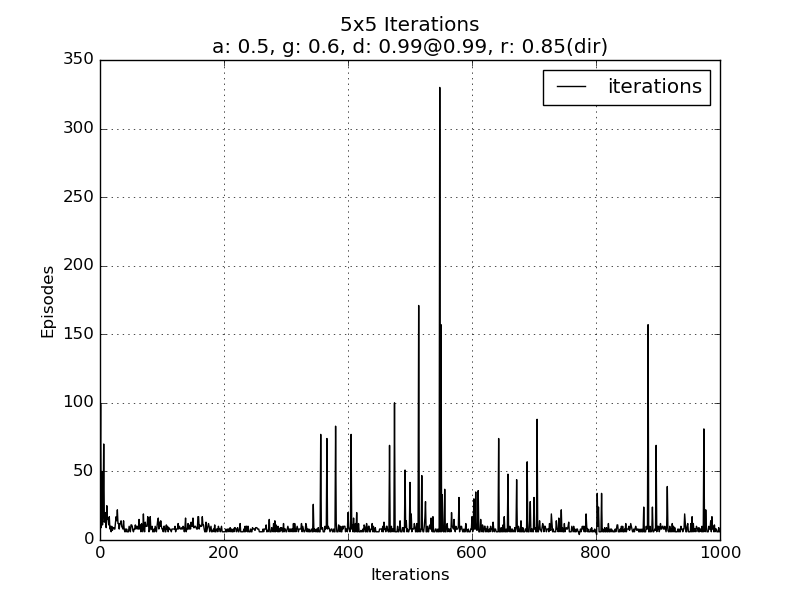 5x5 Iterations
a: 0.5, g: 0.6, d: 0.99@0.99, r: 0.85(dir)
iterations
350
300
250
200
150
100
50
0
Episodes
0 200 400 600 800 1000
Iterations